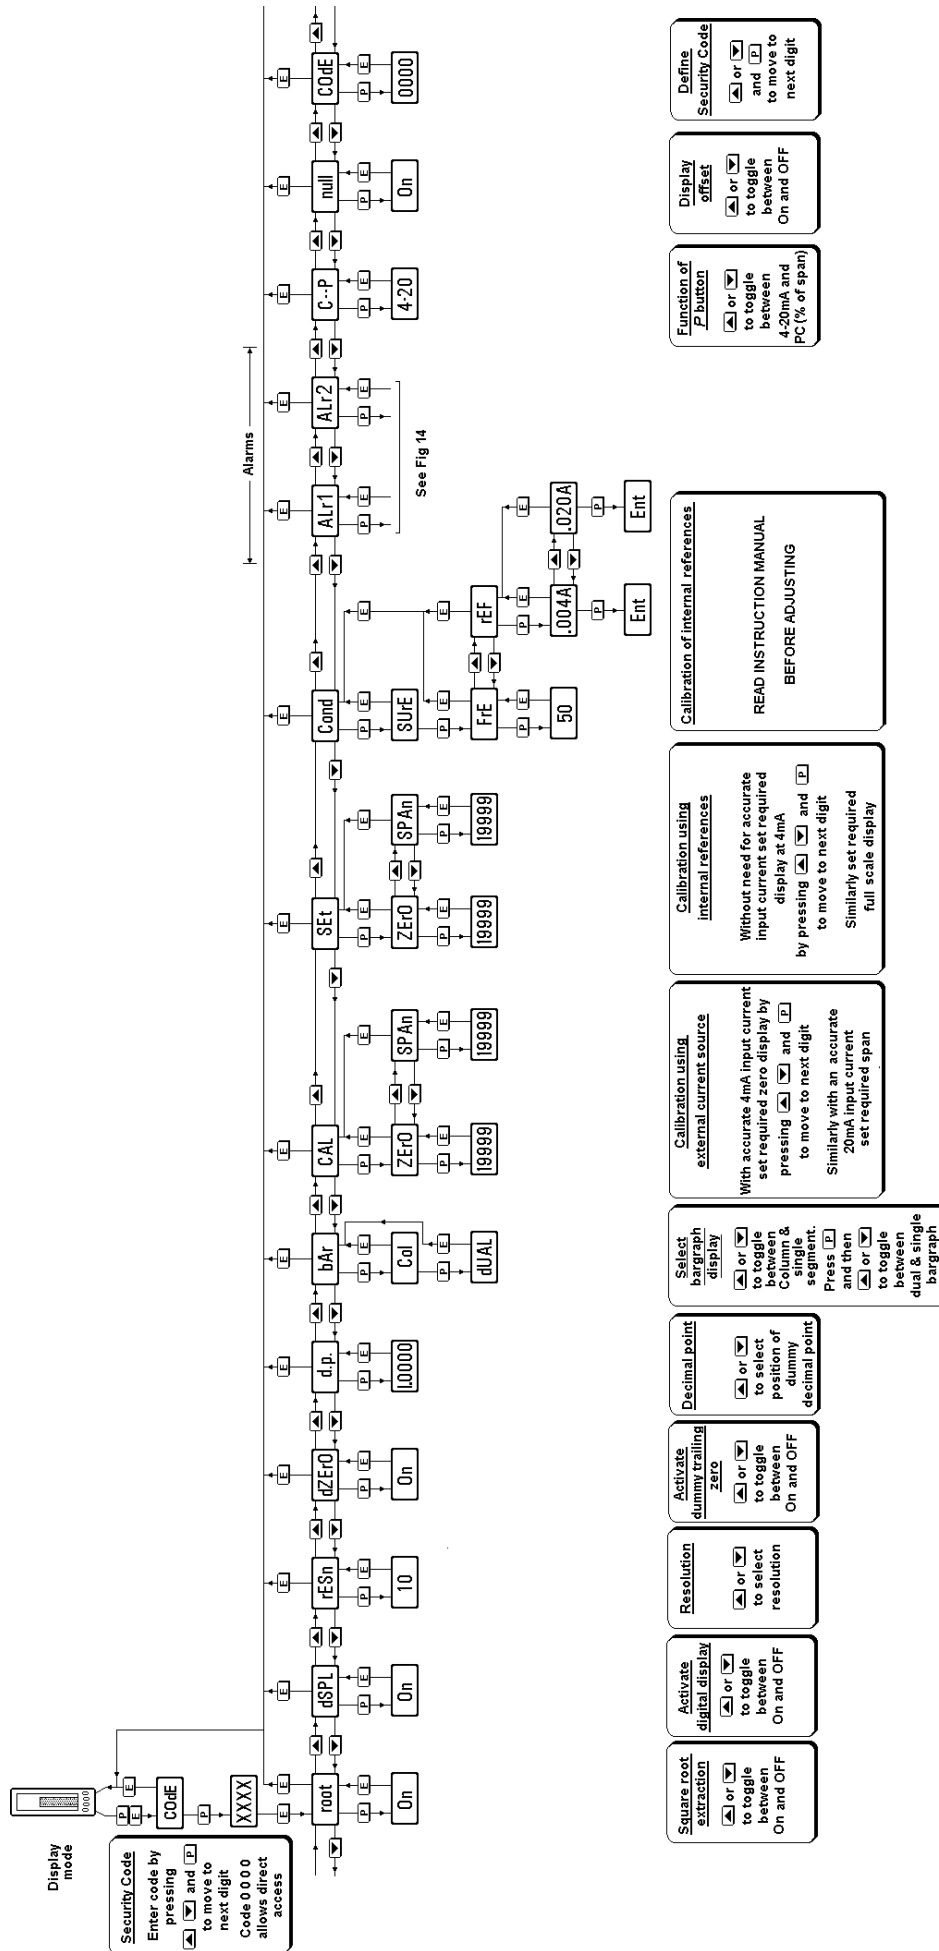 Display
mode
0000
P
E
E
COdE
P
XXXX
E
Security Code
Enter code by
pressing
and P
to move to
next digit
Code 0 0 0 0
allows direct
access
E
E
E
E
E
E
E
E
E
Alarms
E
E
E
E
E
root
dSPL
rESn
dZErO
d.p.
bAr
CAL
SEt
Cond
ALr1
ALr2
C--P
null
COdE
P
E
P
E
P
E
P
E
P
E
P
E
P
E
E
P
E
E
P
E
E
P
E
P
E
P
E
P
E
P
E
On
On
10
On
1.0000
Col
ZErO
SPAn
ZErO
SPAn
SUrE
See Fig 14
4-20
On
0000
P
E
P
E
P
E
P
E
P
E
P
E
E
dUAL
19999
19999
19999
19999
FrE
rEF
P
E
P
E
E
50
.004A
.020A
P
P
Ent
Ent
Square root
extraction
or
to toggle
between
On and OFF
Activate
digital display
or
to toggle
between
On and OFF
Resolution
or
to select
resolution
Activate
dummy trailing
zero
or
to toggle
between
On and OFF
Decimal point
or
to select
position of
dummy
decimal point
Select
bargraph
display
or
to toggle
between
Column &
single
segment.
Press P
and then
or
to toggle
between
dual & single
bargraph
Calibration using
external current source
With accurate 4mA input current
set required zero display by
pressing and P
to move to next digit
Similarly with an accurate
20mA input current
set required span
Calibration using
internal references
Without need for accurate
input current set required
display at 4mA
by pressing and P
to move to next digit
Similarly set required
full scale display
Calibration of internal references
READ INSTRUCTION MANUAL
BEFORE ADJUSTING
Function of
P button
or
to toggle
between
4-20mA and
PC (% of span)
Display
offset
or
to toggle
between
On and OFF
Define
Security Code
or
and P
to move to
next digit